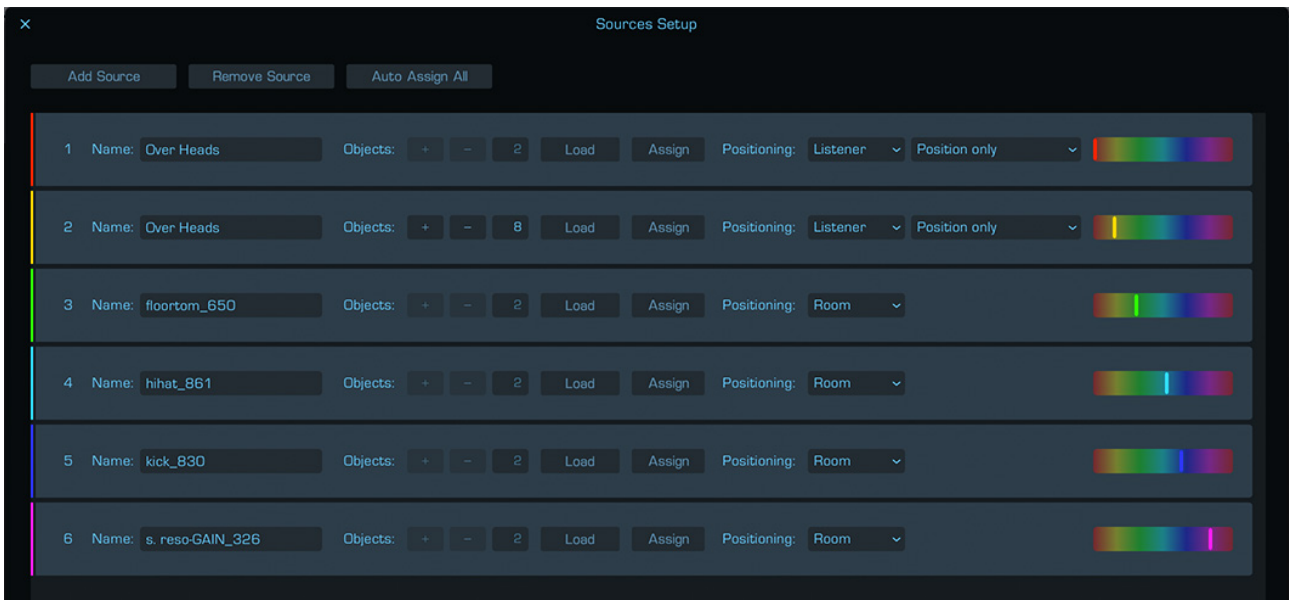 Sources Setup
Add Source Remove Source Auto Assign All
1 Name: Over Heads Objects: + - 2 Load Assign Positioning: Listener Position only
2 Name: Over Heads Objects: + - 8 Load Assign Positioning: Listener Position only
3 Name: floortom_650 Objects: + - 2 Load Assign Positioning: Room
4 Name: hihat_861 Objects: + - 2 Load Assign Positioning: Room
5 Name: kick_830 Objects: + - 2 Load Assign Positioning: Room
6 Name: s. reso-GAIN_326 Objects: + - 2 Load Assign Positioning: Room